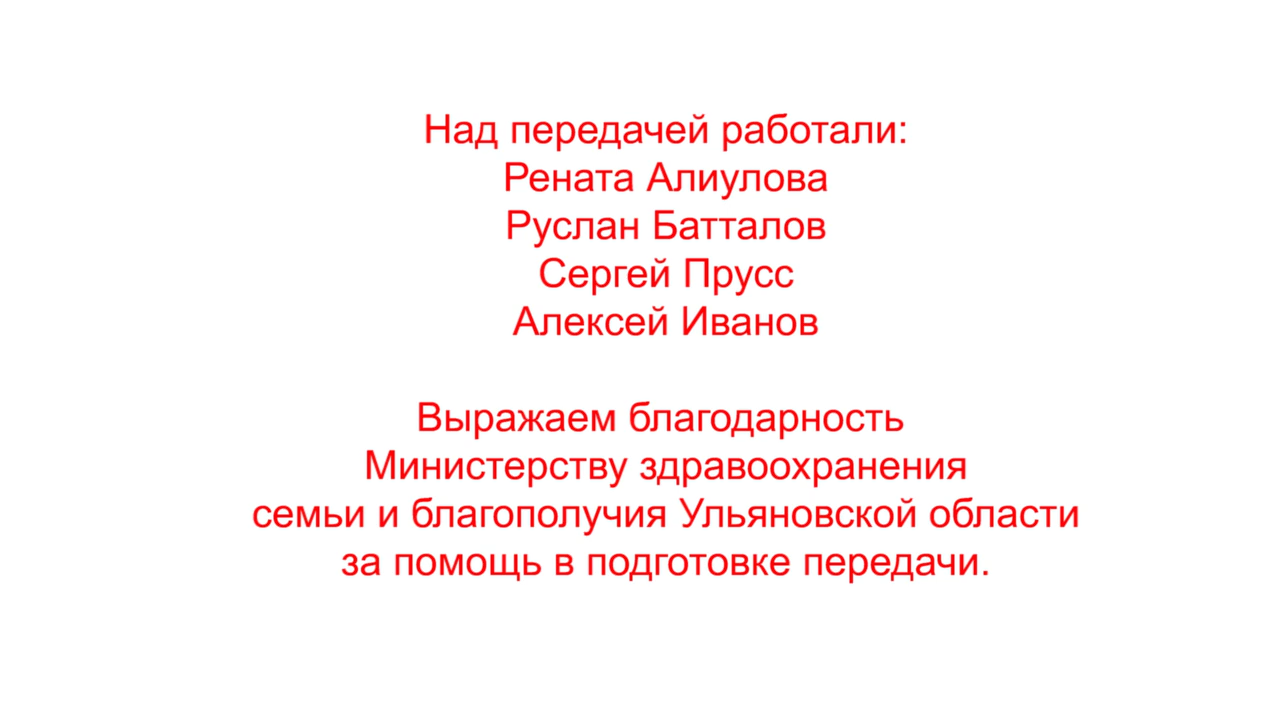 Над передачей работали:
Рената Алиулова
Руслан Батталов
Сергей Прусс
Алексей Иванов
Выражаем благодарность
Министерству здравоохранения
семьи и благополучия Ульяновской области
за помощь в подготовке передачи.